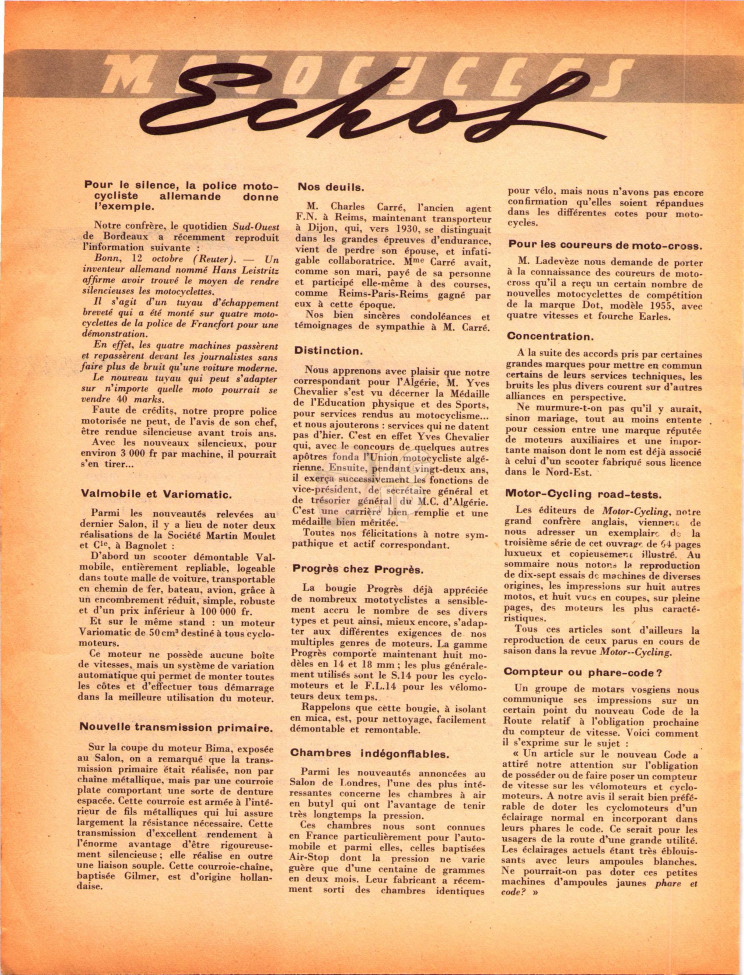 MOTOCYCLES
Echos
Pour le silence, la police moto-
cycliste allemande donne
l'exemple.
Notre confrère, le quotidien Sud-Ouest
de Bordeaux a récemment reproduit
l'information suivante :
Bonn, 12 octobre (Reuter). — Un
inventeur allemand nommé Hans Leistritz
affirme avoir trouvé le moyen de rendre
silencieuses les motocyclettes.
Il s'agit d'un tuyau d'échappement
breveté qui a été monté sur quatre moto-
cyclettes de la police de Francfort pour une
démonstration.
En effet, les quatre machines passèrent
et repassèrent devant les journalistes sans
faire plus de bruit qu'une voiture moderne.
Le nouveau tuyau qui peut s'adapter
sur n'importe quelle moto pourrait se
vendre 40 marks.
Faute de crédits, notre propre police
motorisée ne peut, de l'avis de son chef,
être rendue silencieuse avant trois ans.
Avec les nouveaux silencieux, pour
environ 3 000 fr par machine, il pourrait
s'en tirer...
Valmobile et Variomatic.
Parmi les nouveautés relevées au
dernier Salon, il y a lieu de noter deux
réalisations de la Société Martin Moulet
et Cie, à Bagnolet :
D'abord un scooter démontable Val-
mobile, entièrement repliable, logeable
dans toute malle de voiture, transportable
en chemin de fer, bateau, avion, grâce à
un encombrement réduit, simple, robuste
et d'un prix inférieur à 100 000 fr.
Et sur le même stand : un moteur
Variomatic de 50 cm³ destiné à tous cyclo-
moteurs.
Ce moteur ne possède aucune boîte
de vitesses, mais un système de variation
automatique qui permet de monter toutes
les côtes et d'effectuer tous démarrage
dans la meilleure utilisation du moteur.
Nouvelle transmission primaire.
Sur la coupe du moteur Bima, exposée
au Salon, on a remarqué que la trans-
mission primaire était réalisée, non par
chaîne métallique, mais par une courroie
plate comportant une sorte de denture
espacée. Cette courroie est armée à l'inté-
rieur de fils métalliques qui lui assure
largement la résistance nécessaire. Cette
transmission d'excellent rendement à
l'énorme avantage d'être rigoureuse-
ment silencieuse ; elle réalise en outre
une liaison souple. Cette courroie-chaîne,
baptisée Gilmer, est d'origine hollan-
daise.
Nos deuils.
M. Charles Carré, l'ancien agent
F.N. à Reims, maintenant transporteur
à Dijon, qui, vers 1930, se distinguait
dans les grandes épreuves d'endurance,
vient de perdre son épouse, et infati-
gable collaboratrice. Mme Carré avait,
comme son mari, payé de sa personne
et participé elle-même à des courses,
comme Reims-Paris-Reims gagné par
eux à cette époque.
Nos bien sincères condoléances et
témoignages de sympathie à M. Carré.
Distinction.
Nous apprenons avec plaisir que notre
correspondant pour l'Algérie, M. Yves
Chevalier s'est vu décerner la Médaille
de l'Education physique et des Sports,
pour services rendus au motocyclisme...
et nous ajouterons : services qui ne datent
pas d'hier. C'est en effet Yves Chevalier
qui, avec le concours de quelques autres
apôtres fonda l'Union motocycliste algé-
rienne. Ensuite, pendant vingt-deux ans,
il exerça successivement les fonctions de
vice-président, de secrétaire général et
de trésorier général du M.C. d'Algérie.
C'est une carrière bien remplie et une
médaille bien méritée.
Toutes nos félicitations à notre sym-
pathique et actif correspondant.
Progrès chez Progrès.
La bougie Progrès déjà appréciée
de nombreux mototyclistes a sensible-
ment accru le nombre de ses divers
types et peut ainsi, mieux encore, s'adap-
ter aux différentes exigences de nos
multiples genres de moteurs. La gamme
Progrès comporte maintenant huit mo-
dèles en 14 et 18 mm ; les plus générale-
ment utilisés sont le S.14 pour les cyclo-
moteurs et le F.L.14 pour les vélomo-
teurs deux temps.
Rappelons que cette bougie, à isolant
en mica, est, pour nettoyage, facilement
démontable et remontable.
Chambres indégonflables.
Parmi les nouveautés annoncées au
Salon de Londres, l'une des plus inté-
ressantes concerne les chambres à air
en butyl qui ont l'avantage de tenir
très longtemps la pression.
Ces chambres nous sont connues
en France particulièrement pour l'auto-
mobile et parmi elles, celles baptisées
Air-Stop dont la pression ne varie
guère que d'une centaine de grammes
en deux mois. Leur fabricant a récem-
ment sorti des chambres identiques
pour vélo, mais nous n'avons pas encore
confirmation qu'elles soient répandues
dans les différentes cotes pour moto-
cycles.
Pour les coureurs de moto-cross.
M. Ladevèze nous demande de porter
à la connaissance des coureurs de moto-
cross qu'il a reçu un certain nombre de
nouvelles motocyclettes de compétition
de la marque Dot, modèle 1955, avec
quatre vitesses et fourche Earles.
Concentration.
A la suite des accords pris par certaines
grandes marques pour mettre en commun
certains de leurs services techniques, les
bruits les plus divers courent sur d'autres
alliances en perspective.
Ne murmure-t-on pas qu'il y aurait,
sinon mariage, tout au moins entente
pour cession entre une marque réputée
de moteurs auxiliaires et une impor-
tante maison dont le nom est déjà associé
à celui d'un scooter fabriqué sous licence
dans le Nord-Est.
Motor-Cycling road-tests.
Les éditeurs de Motor-Cycling, notre
grand confrère anglais, viennent de
nous adresser un exemplaire de la
troisième série de cet ouvrage de 64 pages
luxueux et copieusement illustré. Au
sommaire nous notons la reproduction
de dix-sept essais de machines de diverses
origines, les impressions sur huit autres
motos, et huit vues en coupes, sur pleine
pages, des moteurs les plus caracté-
ristiques.
Tous ces articles sont d'ailleurs la
reproduction de ceux parus en cours de
saison dans la revue Motor--Cycling.
Compteur ou phare-code ?
Un groupe de motars vosgiens nous
communique ses impressions sur un
certain point du nouveau Code de la
Route relatif à l'obligation prochaine
du compteur de vitesse. Voici comment
il s'exprime sur le sujet :
« Un article sur le nouveau Code a
attiré notre attention sur l'obligation
de posséder ou de faire poser un compteur
de vitesse sur les vélomoteurs et cyclo-
moteurs. A notre avis il serait bien préfé-
rable de doter les cyclomoteurs d'un
éclairage normal en incorporant dans
leurs phares le code. Ce serait pour les
usagers de la route d'une grande utilité.
Les éclairages actuels étant très éblouis-
sants avec leurs ampoules blanches.
Ne pourrait-on pas doter ces petites
machines d'ampoules jaunes phare et
code? »